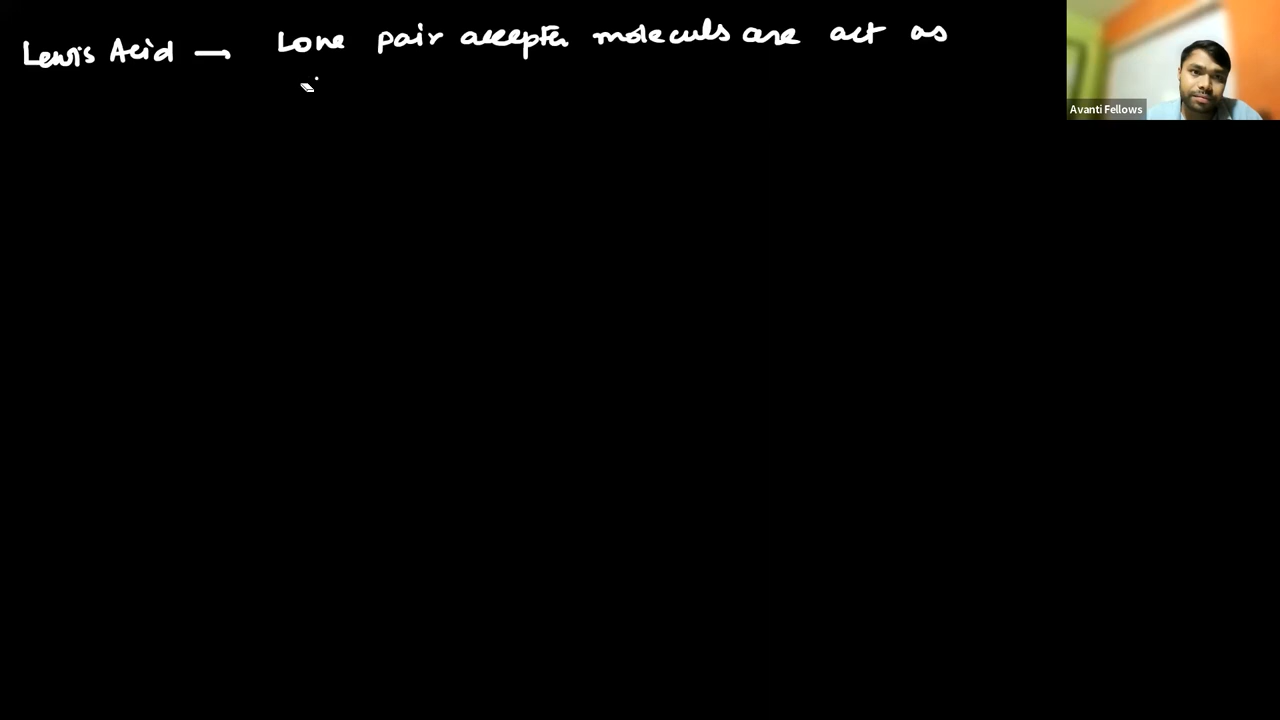 Lewis Acid → Lone pair accepter molecules are act as
Avanti Fellows